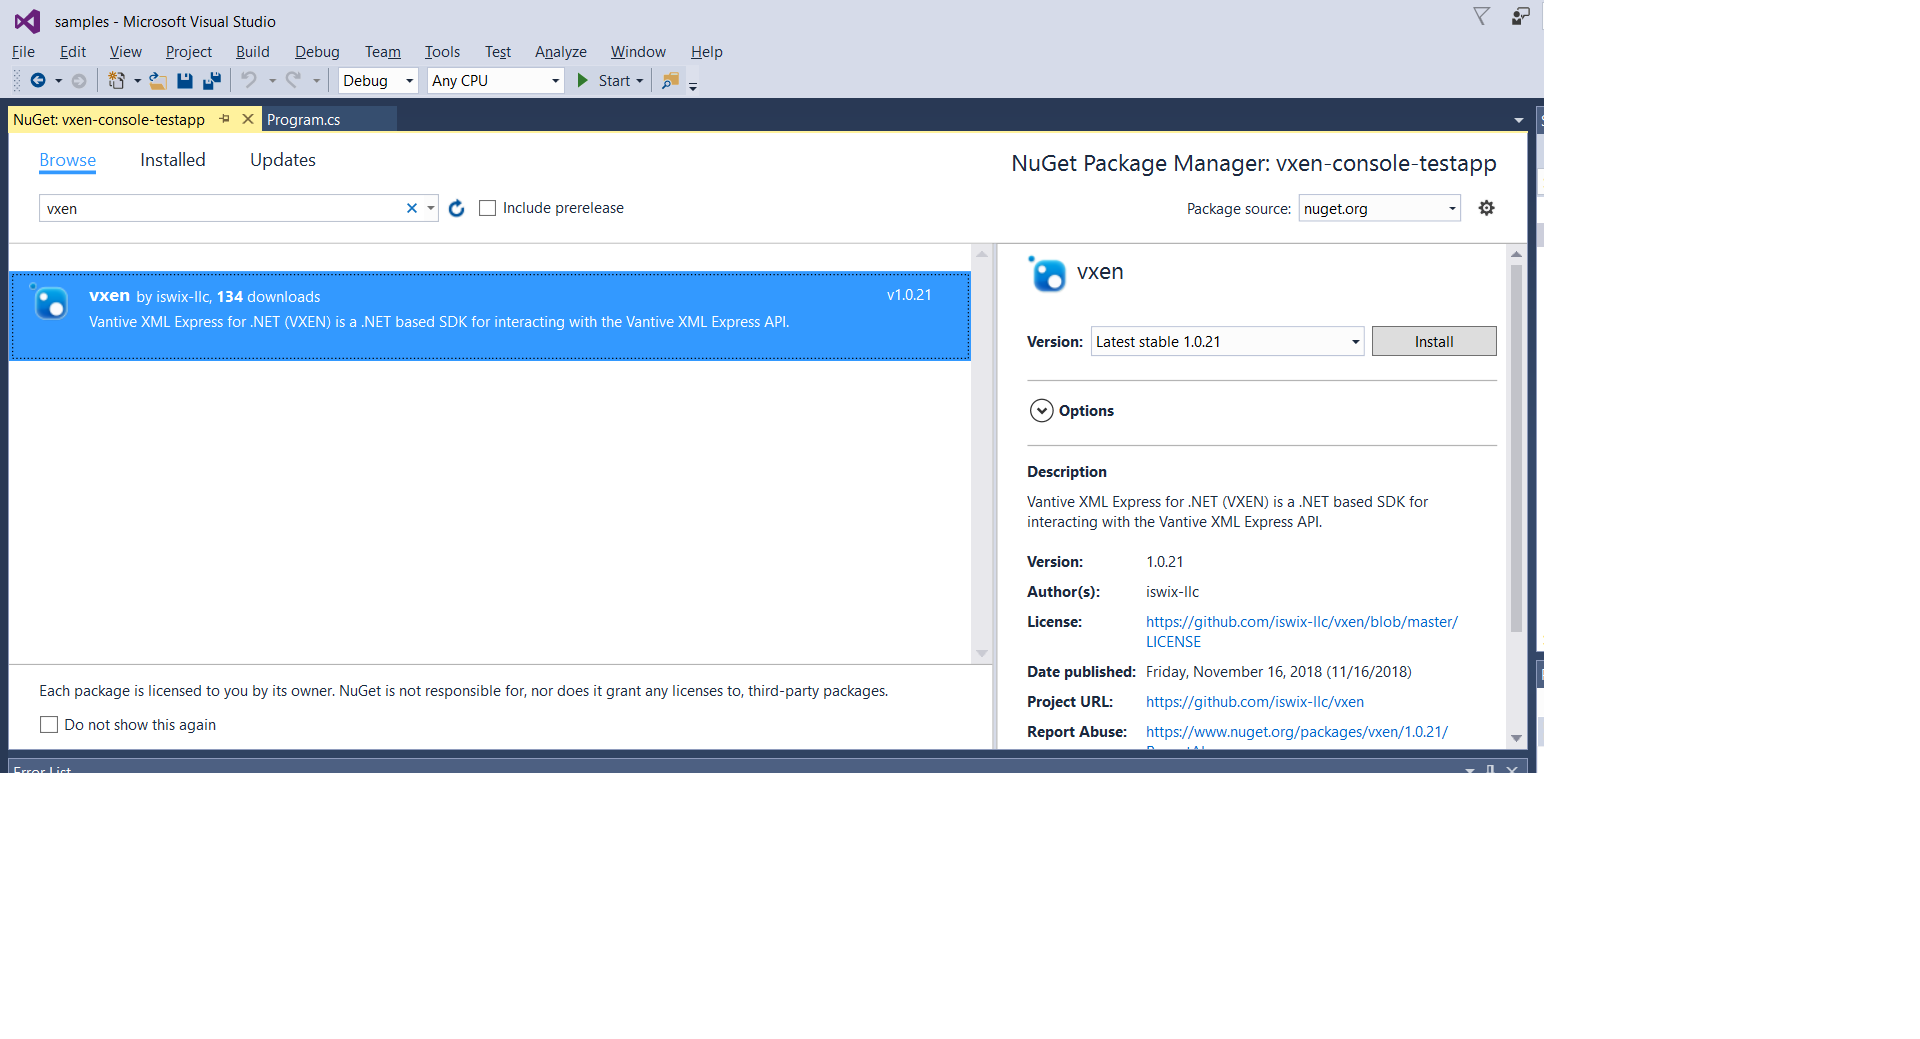 samples - Microsoft Visual Studio
File Edit View Project Build Debug Team Tools Test Analyze Window Help
Debug Any CPU Start
NuGet: vxen-console-testapp Program.cs
Browse Installed Updates
NuGet Package Manager: vxen-console-testapp
vxen Include prerelease
Package source: nuget.org
vxen by iswix-llc, 134 downloads v1.0.21
Vantive XML Express for .NET (VXEN) is a .NET based SDK for interacting with the Vantive XML Express API.
Each package is licensed to you by its owner. NuGet is not responsible for, nor does it grant any licenses to, third-party packages.
Do not show this again
vxen
Version: Latest stable 1.0.21 Install
Options
Description
Vantive XML Express for .NET (VXEN) is a .NET based SDK for
interacting with the Vantive XML Express API.
Version: 1.0.21
Author(s): iswix-llc
License: https://github.com/iswix-llc/vxen/blob/master/
LICENSE
Date published: Friday, November 16, 2018 (11/16/2018)
Project URL: https://github.com/iswix-llc/vxen
Report Abuse: https://www.nuget.org/packages/vxen/1.0.21/
Error List